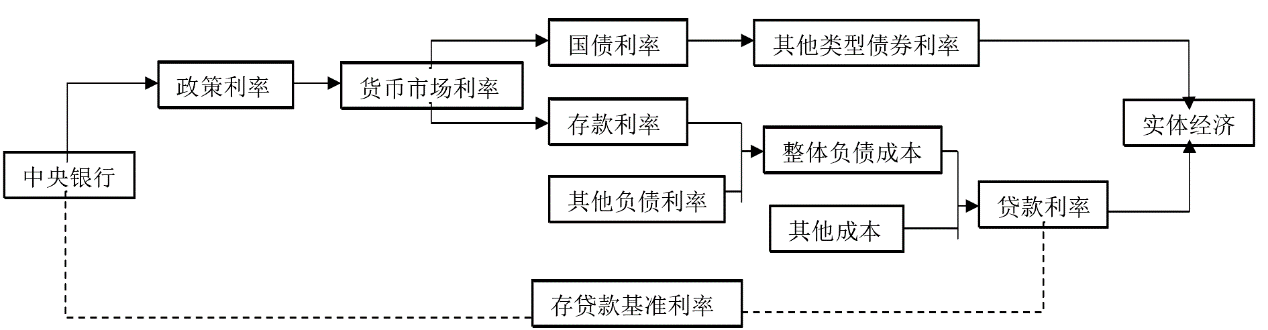 国债利率
其他类型债券利率
政策利率
货币市场利率
存款利率
实体经济
整体负债成本
中央银行
其他负债利率
贷款利率
其他成本
存贷款基准利率